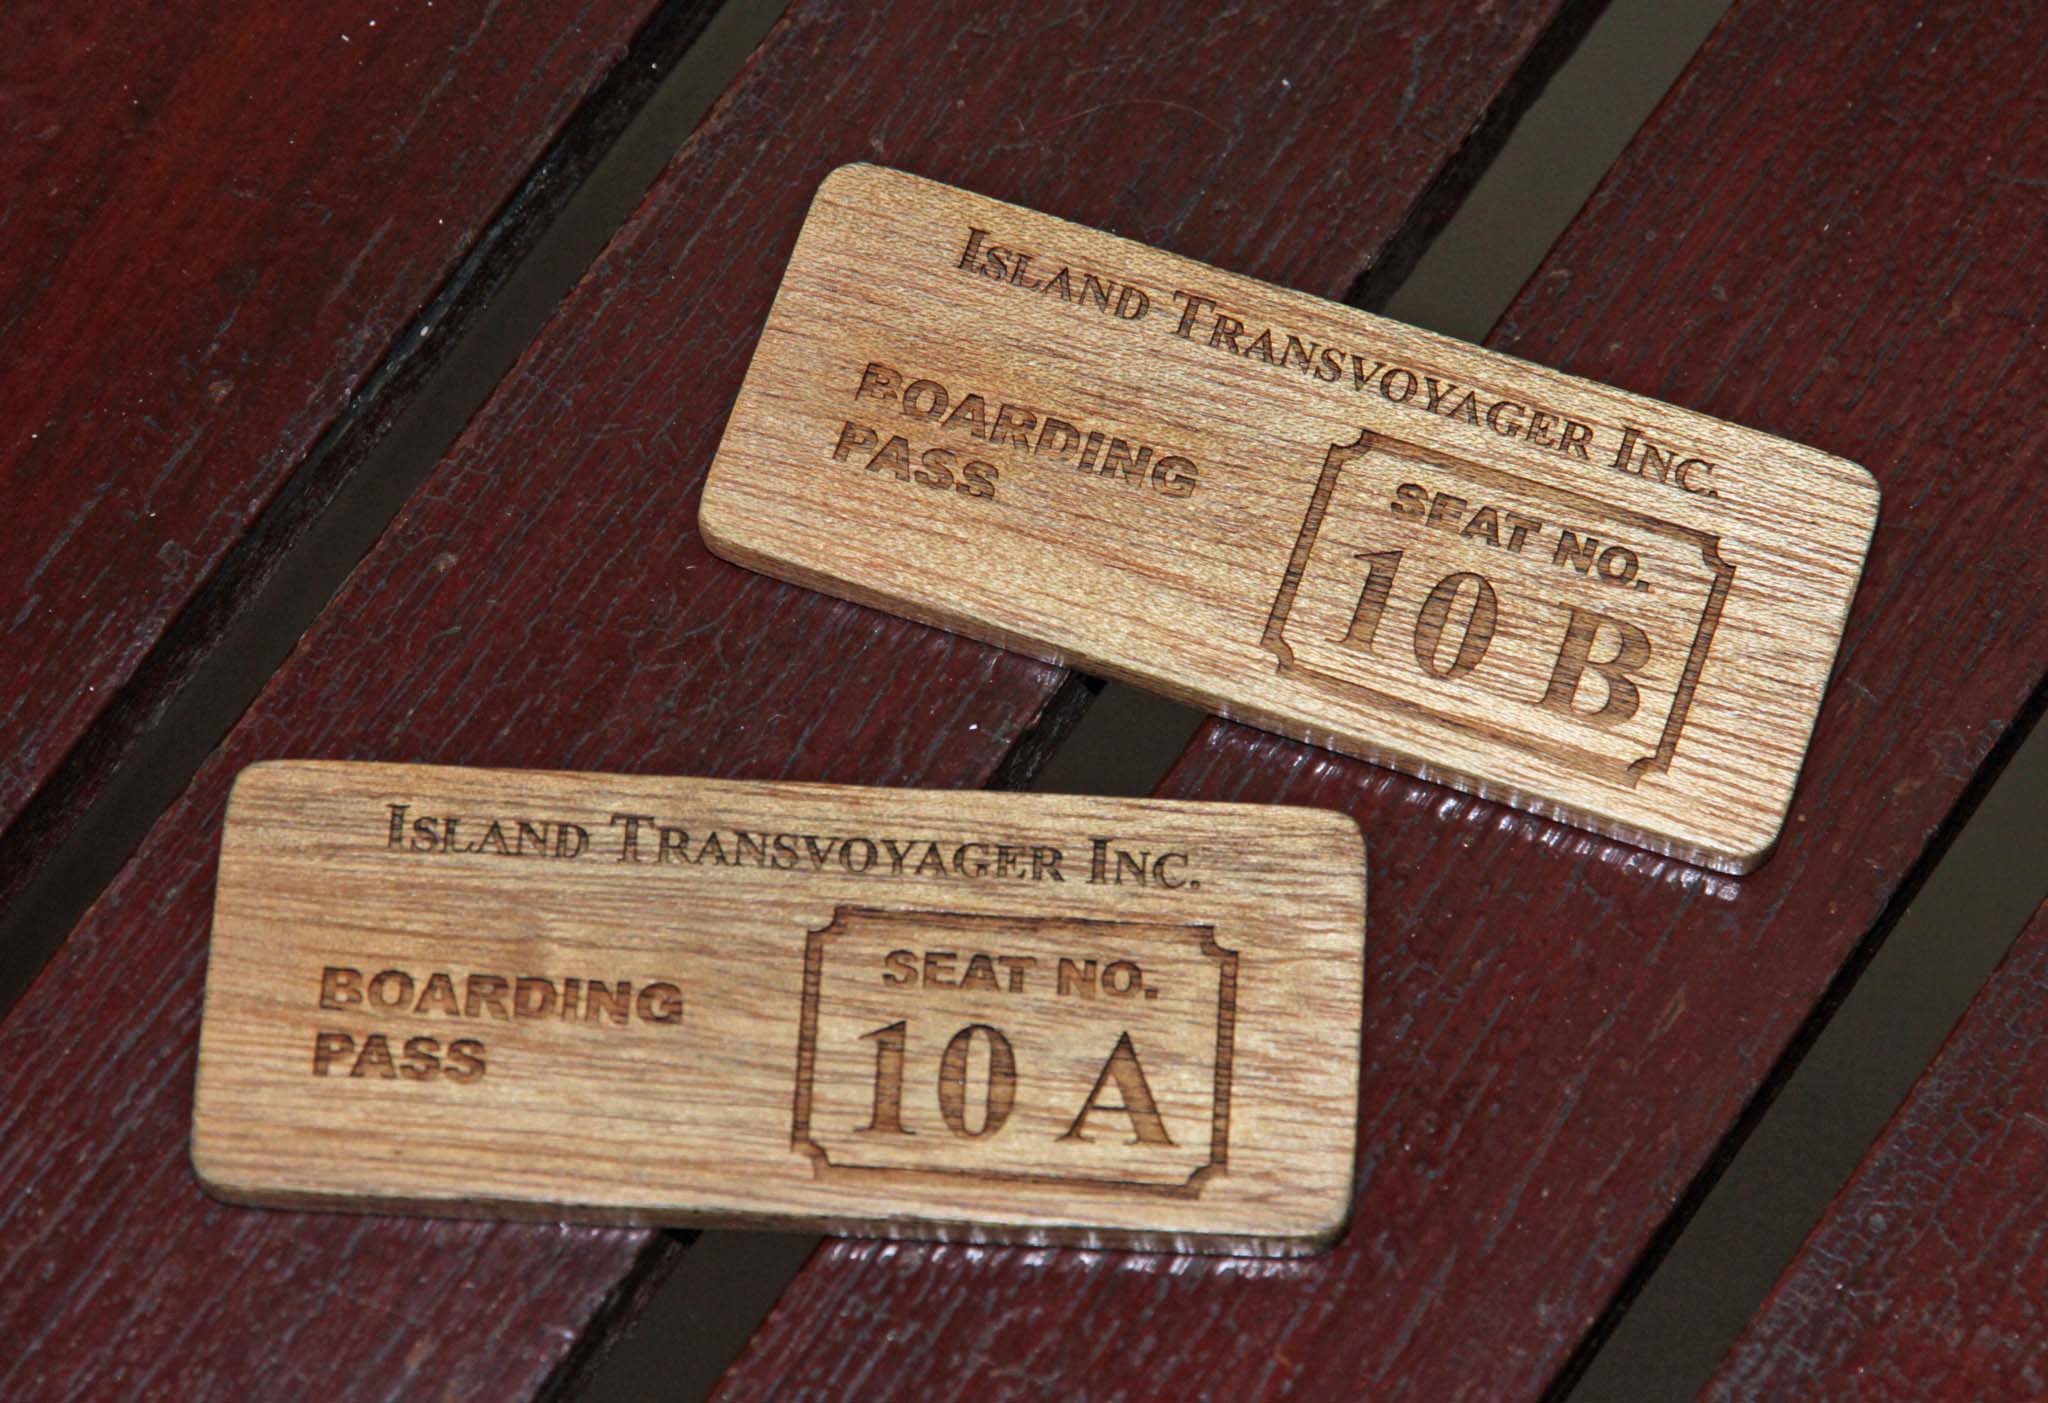 ISLAND TRANSVOYAGER INC.
BOARDING
PASS
SEAT NO.
10 B
ISLAND TRANSVOYAGER INC.
BOARDING
PASS
SEAT NO.
10 A